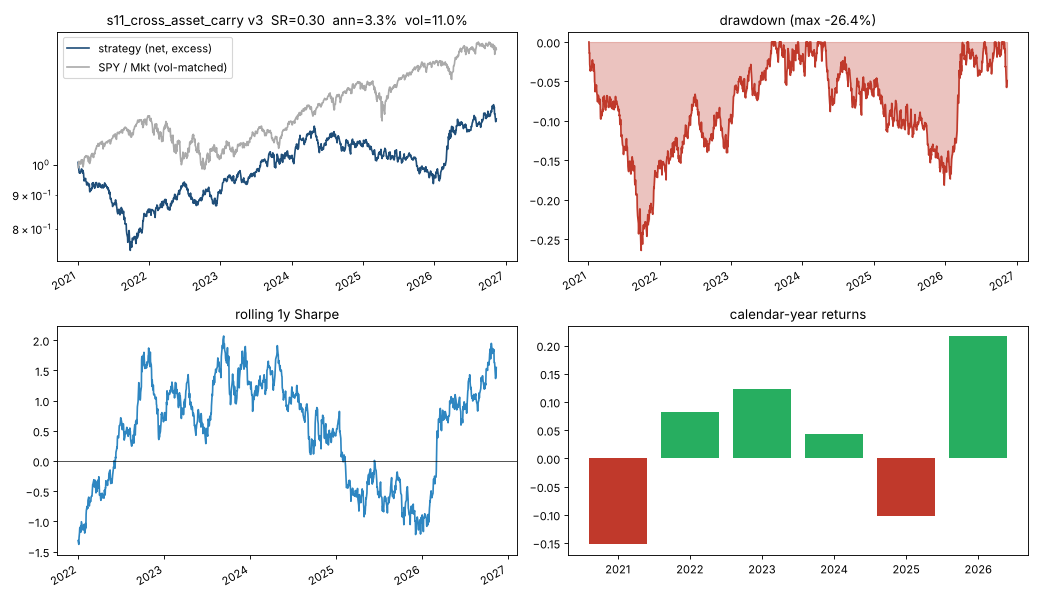 s11_cross_asset_carry v3  SR=0.30  ann=3.3%  vol=11.0%
strategy (net, excess)
SPY / Mkt (vol-matched)
10⁰
9 × 10⁻¹
8 × 10⁻¹
2021 2022 2023 2024 2025 2026 2027
drawdown (max -26.4%)
0.00
−0.05
−0.10
−0.15
−0.20
−0.25
2021 2022 2023 2024 2025 2026 2027
rolling 1y Sharpe
2.0
1.5
1.0
0.5
0.0
−0.5
−1.0
−1.5
2022 2023 2024 2025 2026 2027
calendar-year returns
0.20
0.15
0.10
0.05
0.00
−0.05
−0.10
−0.15
2021 2022 2023 2024 2025 2026